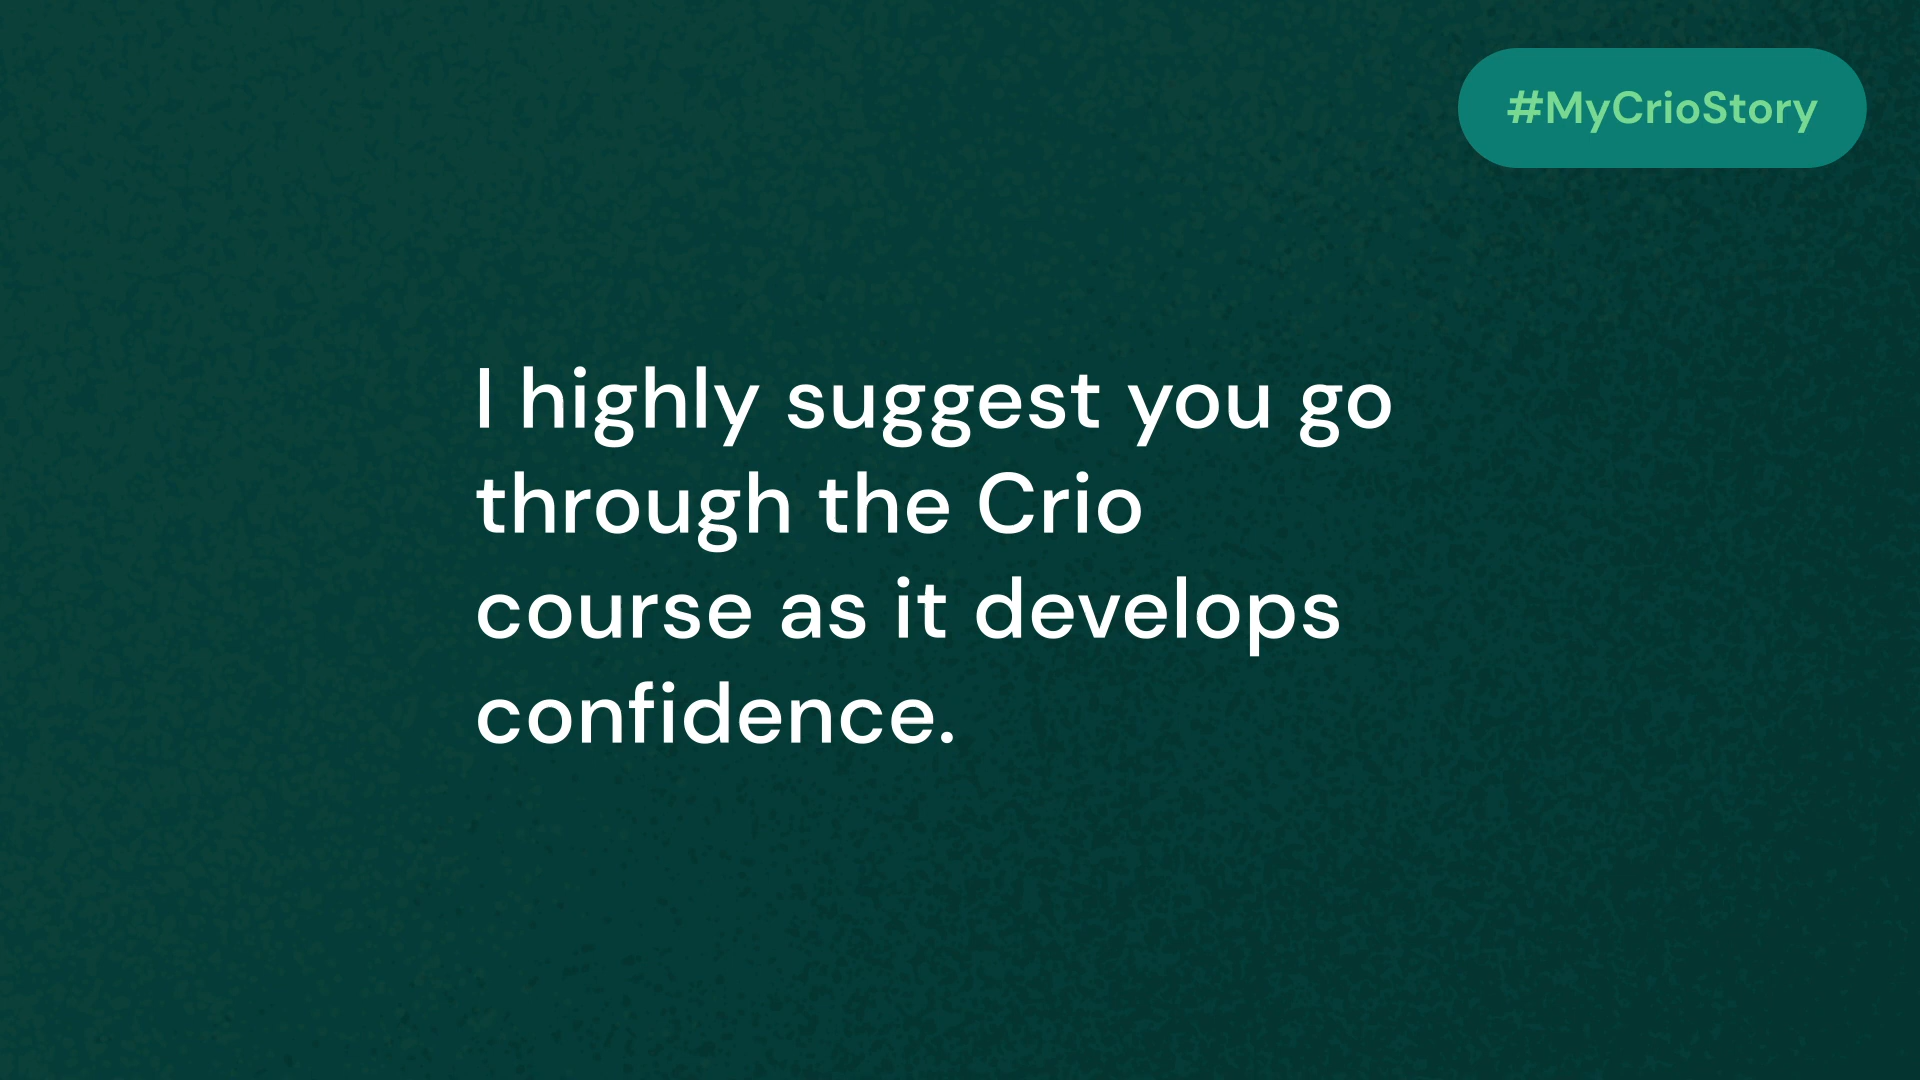 #MyCrioStory
I highly suggest you go
through the Crio
course as it develops
confidence.